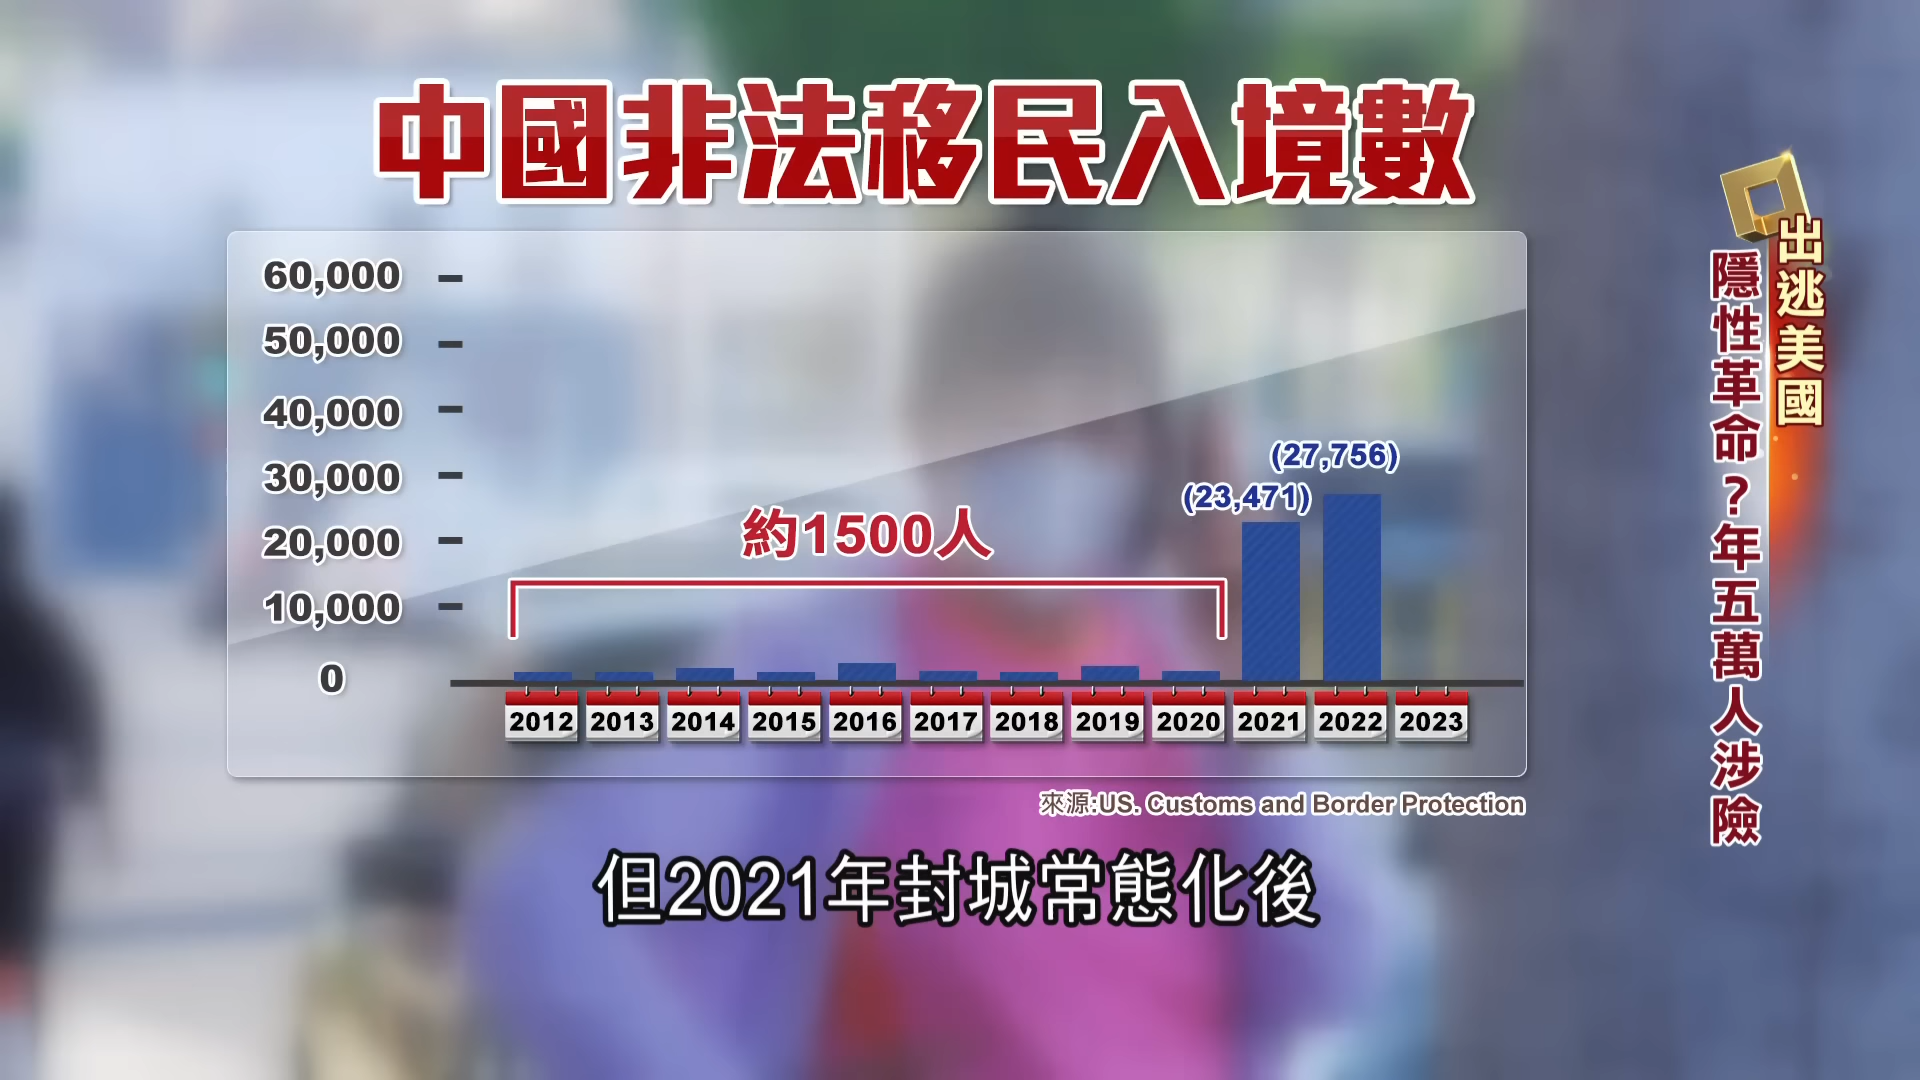 中國非法移民入境數
60,000
50,000
40,000
30,000
20,000
10,000
0
(27,756)
(23,471)
約1500人
2012 2013 2014 2015 2016 2017 2018 2019 2020 2021 2022 2023
來源:US. Customs and Border Protection
出逃美國
隱性革命？年五萬人涉險
但2021年封城常態化後